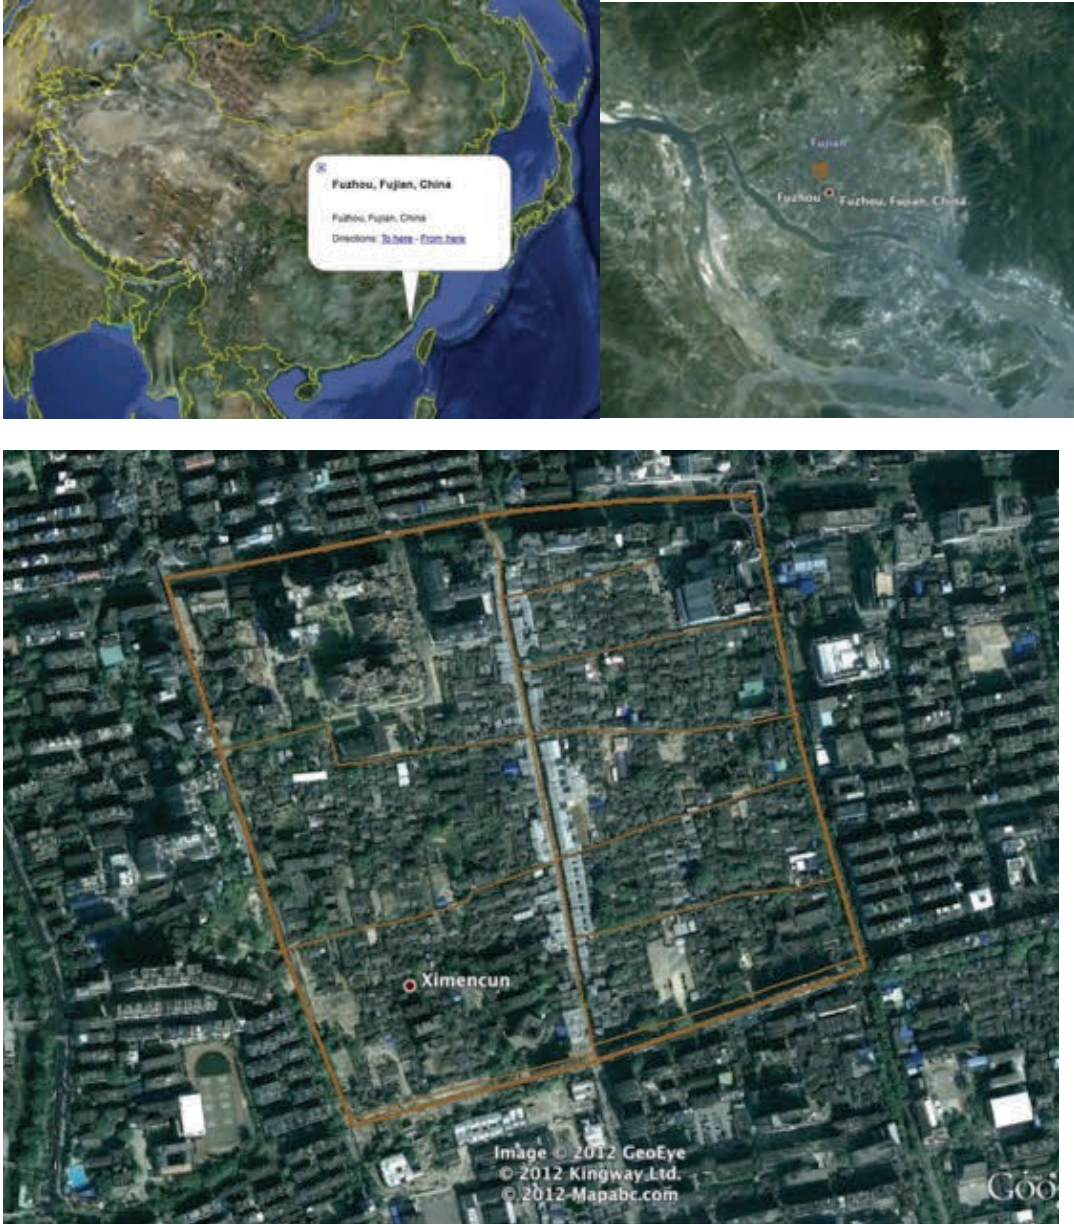 Fuzhou, Fujian, China
Fuzhou, Fujian, China
Directions: To here - From here
Fujian
Fuzhou
Fuzhou, Fujian, China
Ximencun
Image © 2012 GeoEye
© 2012 Kingway Ltd.
© 2012 Mapabc.com
Goo